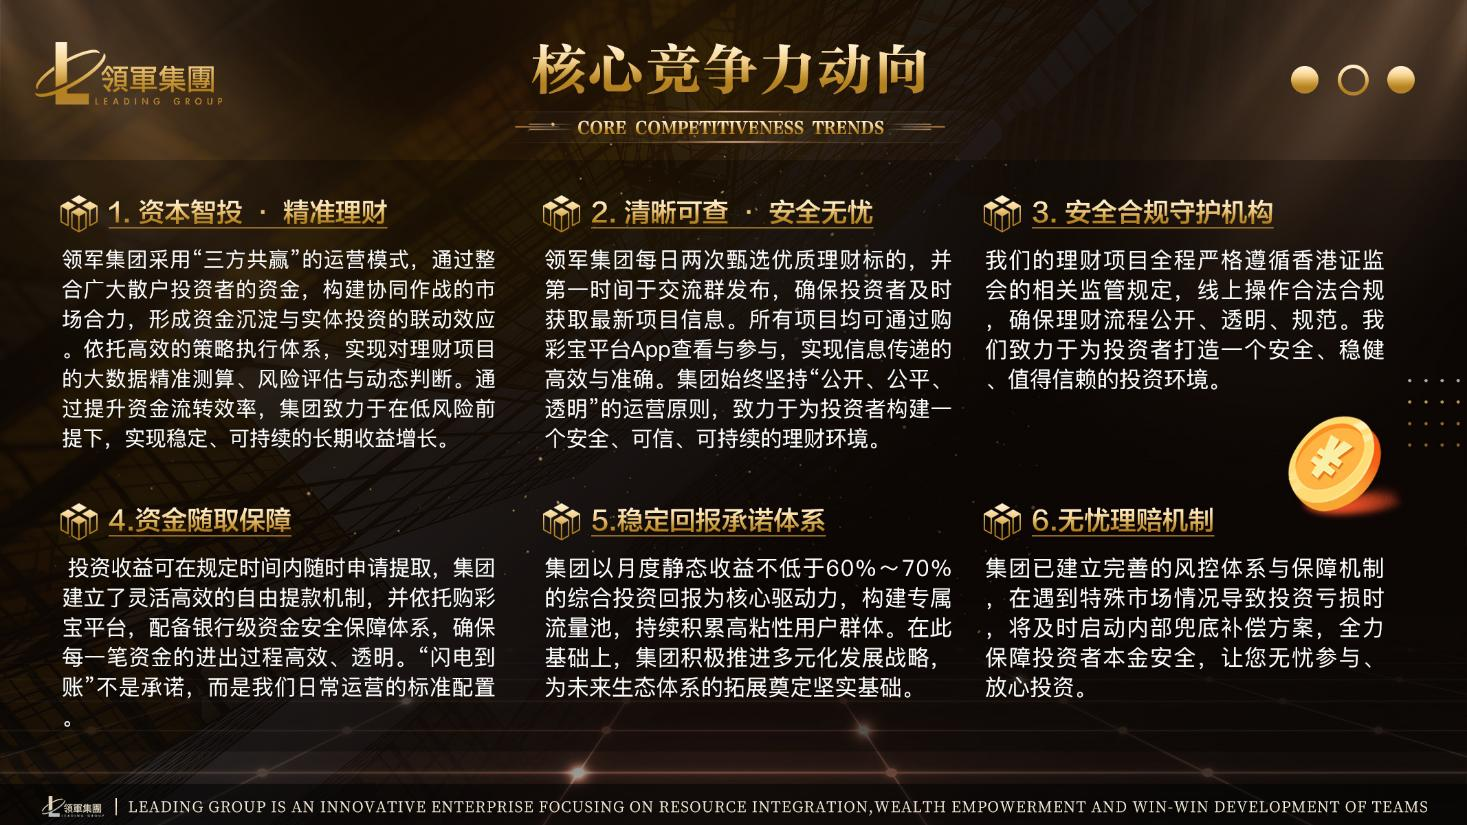 領軍集團
LEADING GROUP
核心竞争力动向
CORE COMPETITIVENESS TRENDS
1. 资本智投 · 精准理财
领军集团采用“三方共赢”的运营模式，通过整
合广大散户投资者的资金，构建协同作战的市
场合力，形成资金沉淀与实体投资的联动效应
。依托高效的策略执行体系，实现对理财项目
的大数据精准测算、风险评估与动态判断。通
过提升资金流转效率，集团致力于在低风险前
提下，实现稳定、可持续的长期收益增长。
2. 清晰可查 · 安全无忧
领军集团每日两次甄选优质理财标的，并
第一时间于交流群发布，确保投资者及时
获取最新项目信息。所有项目均可通过购
彩宝平台App查看与参与，实现信息传递的
高效与准确。集团始终坚持“公开、公平、
透明”的运营原则，致力于为投资者构建一
个安全、可信、可持续的理财环境。
3. 安全合规守护机构
我们的理财项目全程严格遵循香港证监
会的相关监管规定，线上操作合法合规
，确保理财流程公开、透明、规范。我
们致力于为投资者打造一个安全、稳健
、值得信赖的投资环境。
4.资金随取保障
投资收益可在规定时间内随时申请提取，集团
建立了灵活高效的自由提款机制，并依托购彩
宝平台，配备银行级资金安全保障体系，确保
每一笔资金的进出过程高效、透明。“闪电到
账”不是承诺，而是我们日常运营的标准配置
。
5.稳定回报承诺体系
集团以月度静态收益不低于60%～70%
的综合投资回报为核心驱动力，构建专属
流量池，持续积累高粘性用户群体。在此
基础上，集团积极推进多元化发展战略，
为未来生态体系的拓展奠定坚实基础。
6.无忧理赔机制
集团已建立完善的风控体系与保障机制
，在遇到特殊市场情况导致投资亏损时
，将及时启动内部兜底补偿方案，全力
保障投资者本金安全，让您无忧参与、
放心投资。
領軍集團
LEADING GROUP
LEADING GROUP IS AN INNOVATIVE ENTERPRISE FOCUSING ON RESOURCE INTEGRATION,WEALTH EMPOWERMENT AND WIN-WIN DEVELOPMENT OF TEAMS